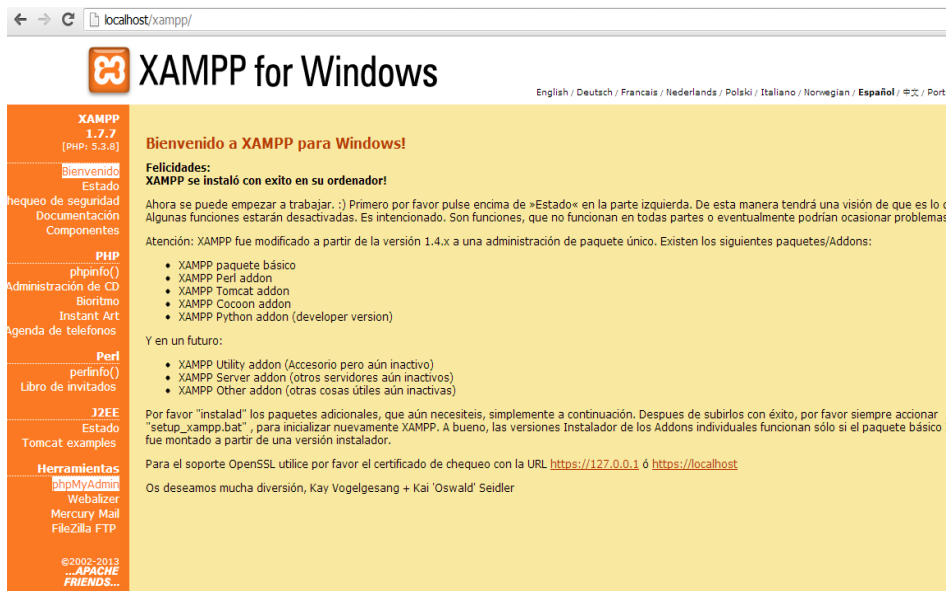 localhost/xampp/
XAMPP for Windows
English / Deutsch / Francais / Nederlands / Polski / Italiano / Norwegian / Español / 中文 / Port
XAMPP
1.7.7
[PHP: 5.3.8]
Bienvenido
Estado
hequeo de seguridad
Documentación
Componentes
PHP
phpinfo()
Administración de CD
Bioritmo
Instant Art
Agenda de telefonos
Perl
perlinfo()
Libro de invitados
J2EE
Estado
Tomcat examples
Herramientas
phpMyAdmin
Webalizer
Mercury Mail
FileZilla FTP
©2002-2013
...APACHE
FRIENDS...
Bienvenido a XAMPP para Windows!
Felicidades:
XAMPP se instaló con exito en su ordenador!
Ahora se puede empezar a trabajar. :) Primero por favor pulse encima de »Estado« en la parte izquierda. De esta manera tendrá una visión de que es lo
Algunas funciones estarán desactivadas. Es intencionado. Son funciones, que no funcionan en todas partes o eventualmente podrían ocasionar problemas
Atención: XAMPP fue modificado a partir de la versión 1.4.x a una administración de paquete único. Existen los siguientes paquetes/Addons:
• XAMPP paquete básico
• XAMPP Perl addon
• XAMPP Tomcat addon
• XAMPP Cocoon addon
• XAMPP Python addon (developer version)
Y en un futuro:
• XAMPP Utility addon (Accesorio pero aún inactivo)
• XAMPP Server addon (otros servidores aún inactivos)
• XAMPP Other addon (otras cosas útiles aún inactivas)
Por favor "instalad" los paquetes adicionales, que aún necesiteis, simplemente a continuación. Despues de subirlos con éxito, por favor siempre accionar
"setup_xampp.bat" , para inicializar nuevamente XAMPP. A bueno, las versiones Instalador de los Addons individuales funcionan sólo si el paquete básico
fue montado a partir de una versión instalador.
Para el soporte OpenSSL utilice por favor el certificado de chequeo con la URL https://127.0.0.1 ó https://localhost
Os deseamos mucha diversión, Kay Vogelgesang + Kai 'Oswald' Seidler